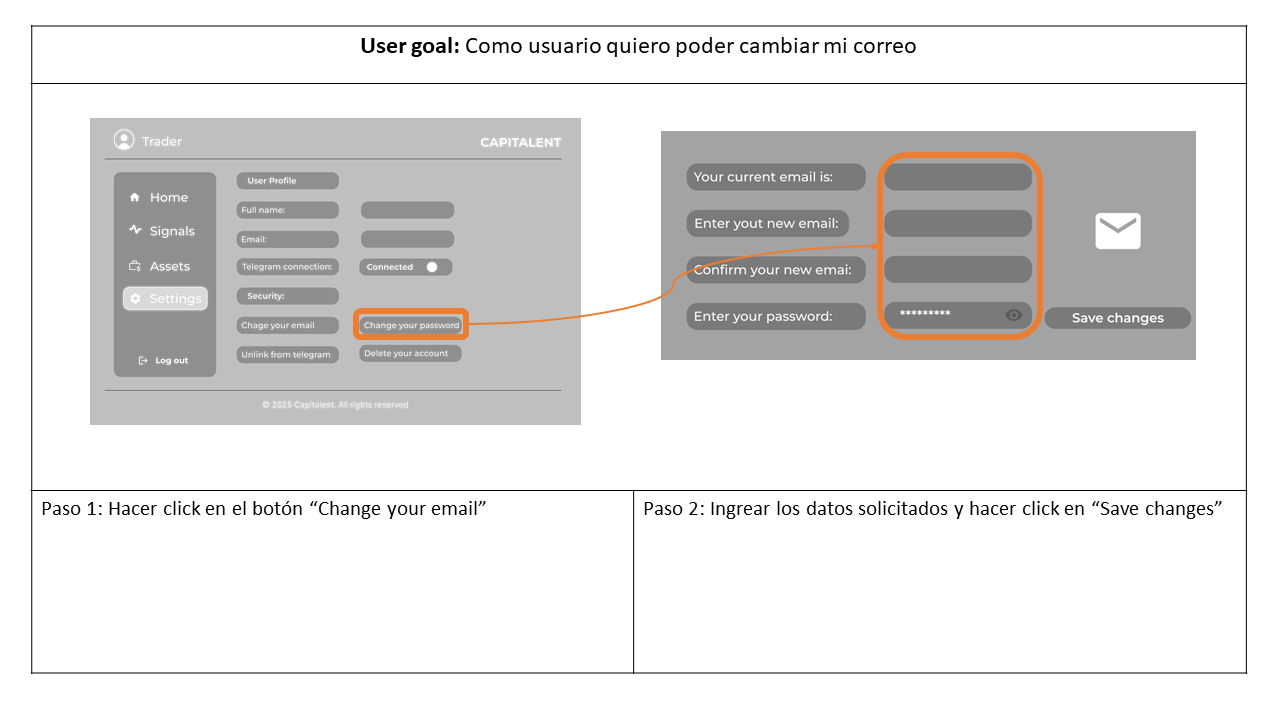 User goal: Como usuario quiero poder cambiar mi correo
Trader
CAPITALENT
Home
Signals
Assets
Settings
Log out
User Profile
Full name:
Email:
Telegram connection:
Connected
Security:
Chage your email
Change your password
Unlink from telegram
Delete your account
© 2025 Capitalent. All rights reserved
Your current email is:
Enter yout new email:
Confirm your new emai:
Enter your password:
*********
Save changes
Paso 1: Hacer click en el botón “Change your email”
Paso 2: Ingrear los datos solicitados y hacer click en “Save changes”